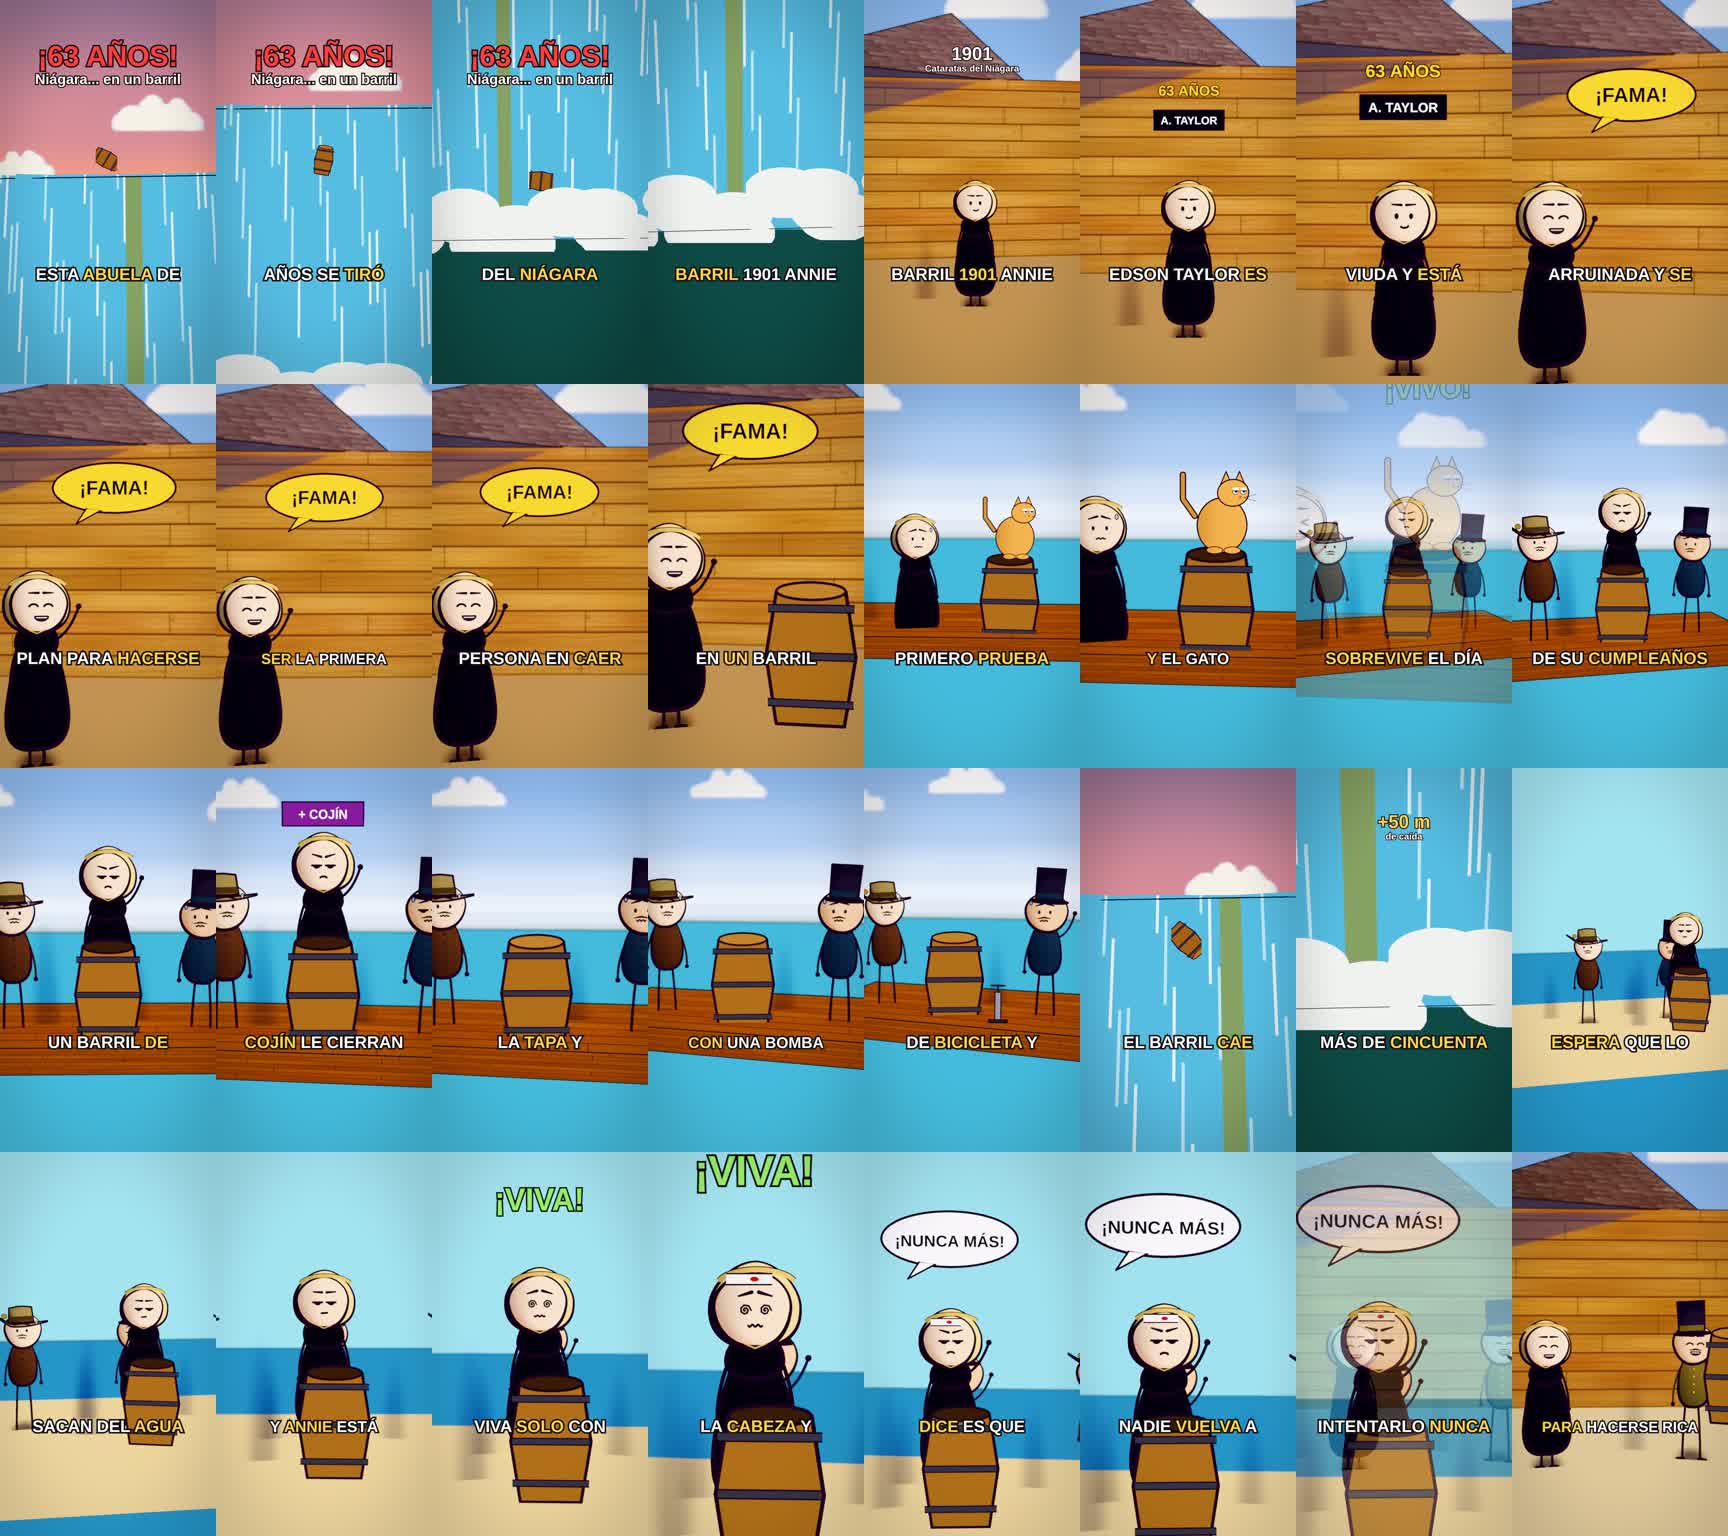 ¡63 AÑOS!
Niágara... en un barril
ESTA ABUELA DE
¡63 AÑOS!
Niágara... en un barril
AÑOS SE TIRÓ
¡63 AÑOS!
Niágara... en un barril
DEL NIÁGARA
BARRIL 1901 ANNIE
1901
Cataratas del Niágara
BARRIL 1901 ANNIE
63 AÑOS
A. TAYLOR
EDSON TAYLOR ES
63 AÑOS
A. TAYLOR
VIUDA Y ESTÁ
¡FAMA!
ARRUINADA Y SE
¡FAMA!
PLAN PARA HACERSE
¡FAMA!
SER LA PRIMERA
¡FAMA!
PERSONA EN CAER
¡FAMA!
EN UN BARRIL
PRIMERO PRUEBA
Y EL GATO
¡VIVO!
SOBREVIVE EL DÍA
DE SU CUMPLEAÑOS
UN BARRIL DE
+ COJÍN
COJÍN LE CIERRAN
LA TAPA Y
CON UNA BOMBA
DE BICICLETA Y
EL BARRIL CAE
+50 m
de caída
MÁS DE CINCUENTA
ESPERA QUE LO
SACAN DEL AGUA
Y ANNIE ESTÁ
¡VIVA!
VIVA SOLO CON
¡VIVA!
LA CABEZA Y
¡NUNCA MÁS!
DICE ES QUE
¡NUNCA MÁS!
NADIE VUELVA A
¡NUNCA MÁS!
INTENTARLO NUNCA
PARA HACERSE RICA